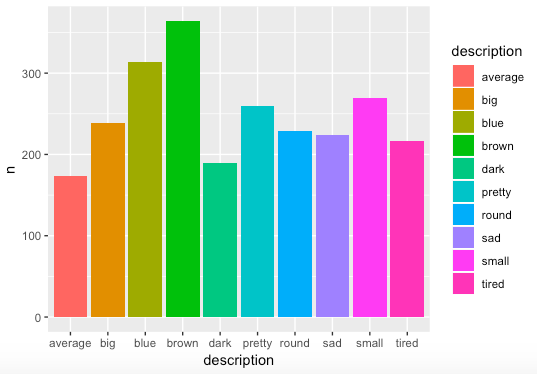 n
300
200
100
0
average big blue brown dark pretty round sad small tired
description
description
average
big
blue
brown
dark
pretty
round
sad
small
tired